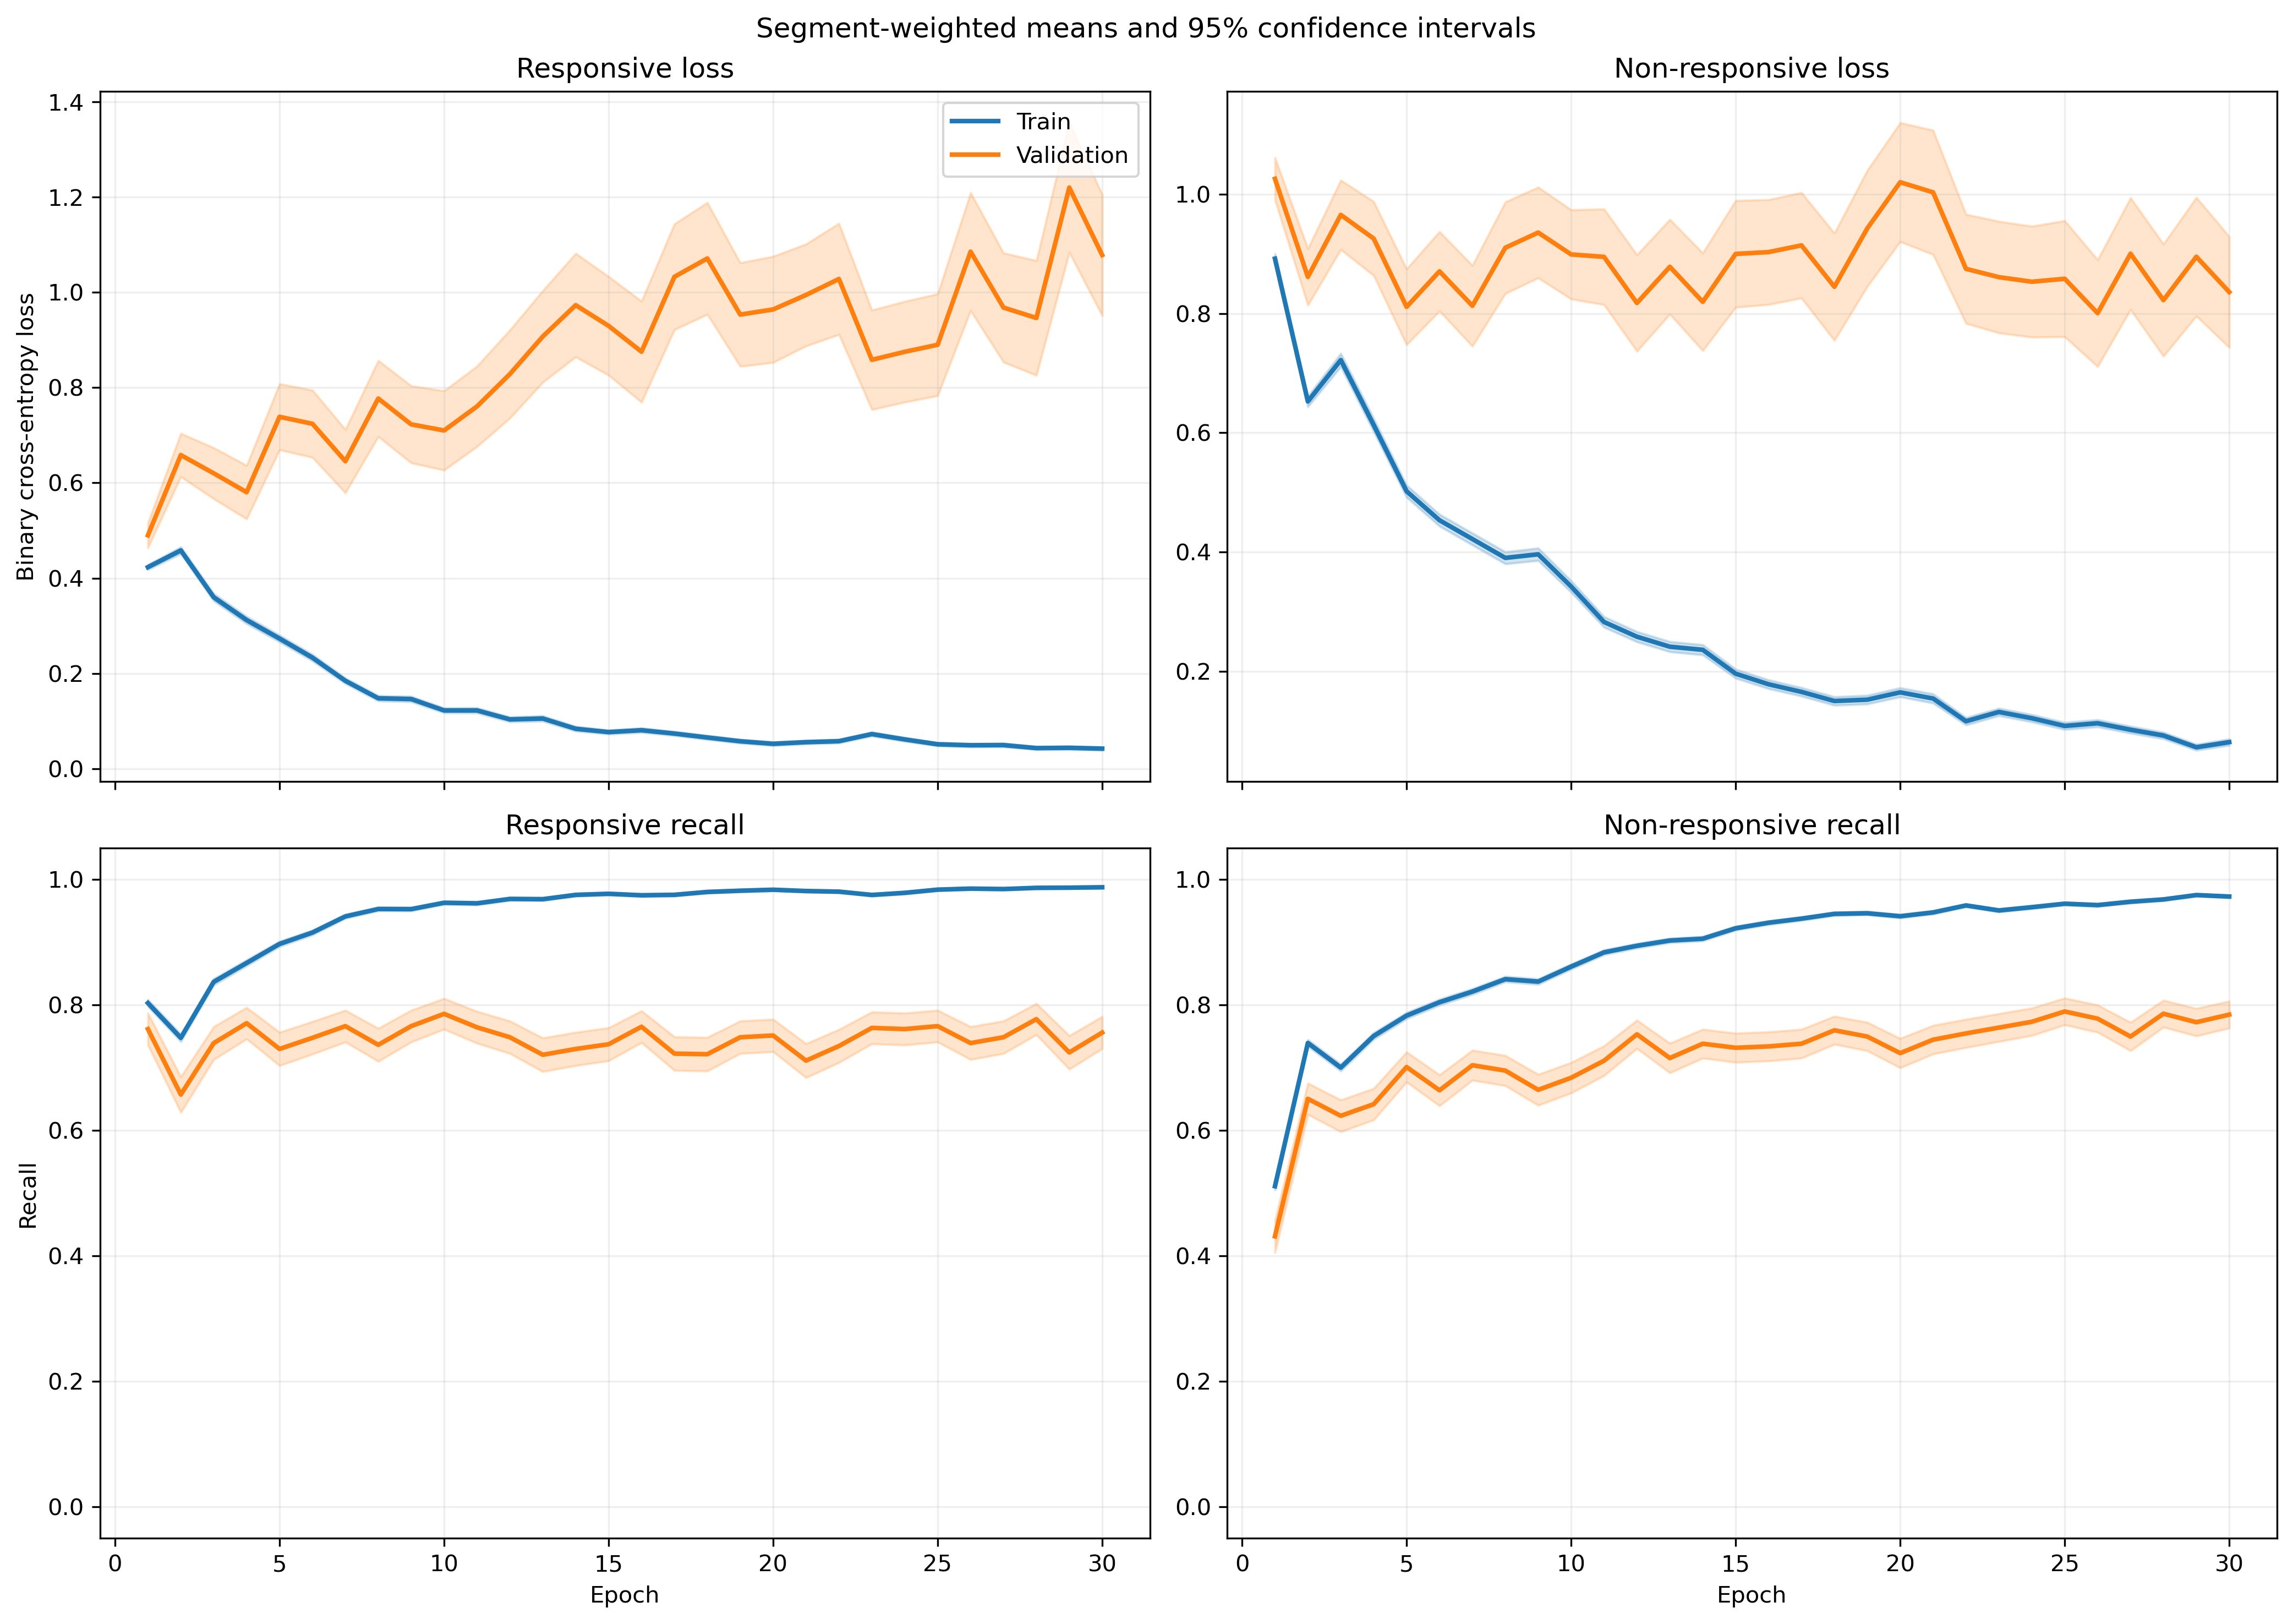 Segment-weighted means and 95% confidence intervals
Responsive loss
Binary cross-entropy loss
1.4
1.2
1.0
0.8
0.6
0.4
0.2
0.0
Train
Validation
Non-responsive loss
1.0
0.8
0.6
0.4
0.2
Responsive recall
Recall
1.0
0.8
0.6
0.4
0.2
0.0
0 5 10 15 20 25 30
Epoch
Non-responsive recall
1.0
0.8
0.6
0.4
0.2
0.0
0 5 10 15 20 25 30
Epoch